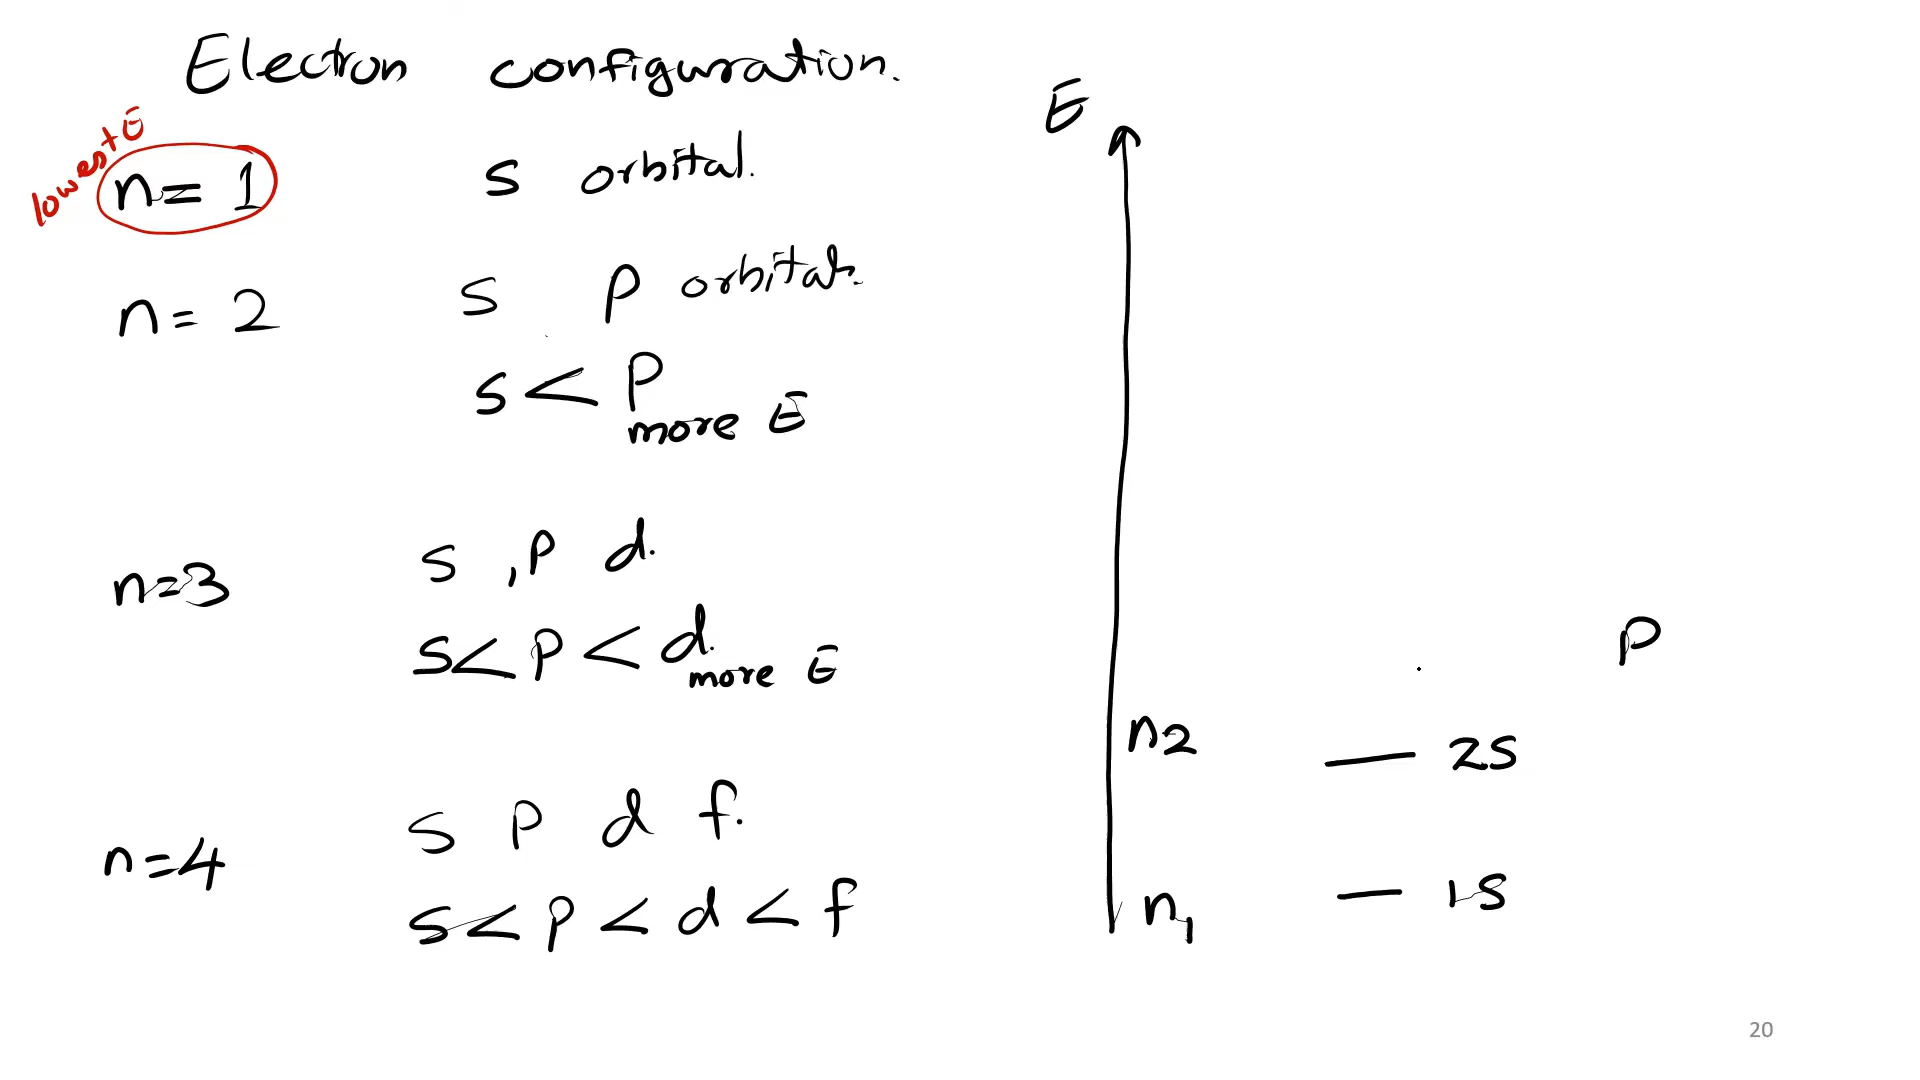 Electron configuration.
lowest E
n= 1 s orbital.
n= 2 s p orbitals.
s < p
more E
n=3 s , p d.
s < p < d.
more E
n=4 s p d f.
s < p < d < f
E
p
n2 — 2s
n1 — 1s
20